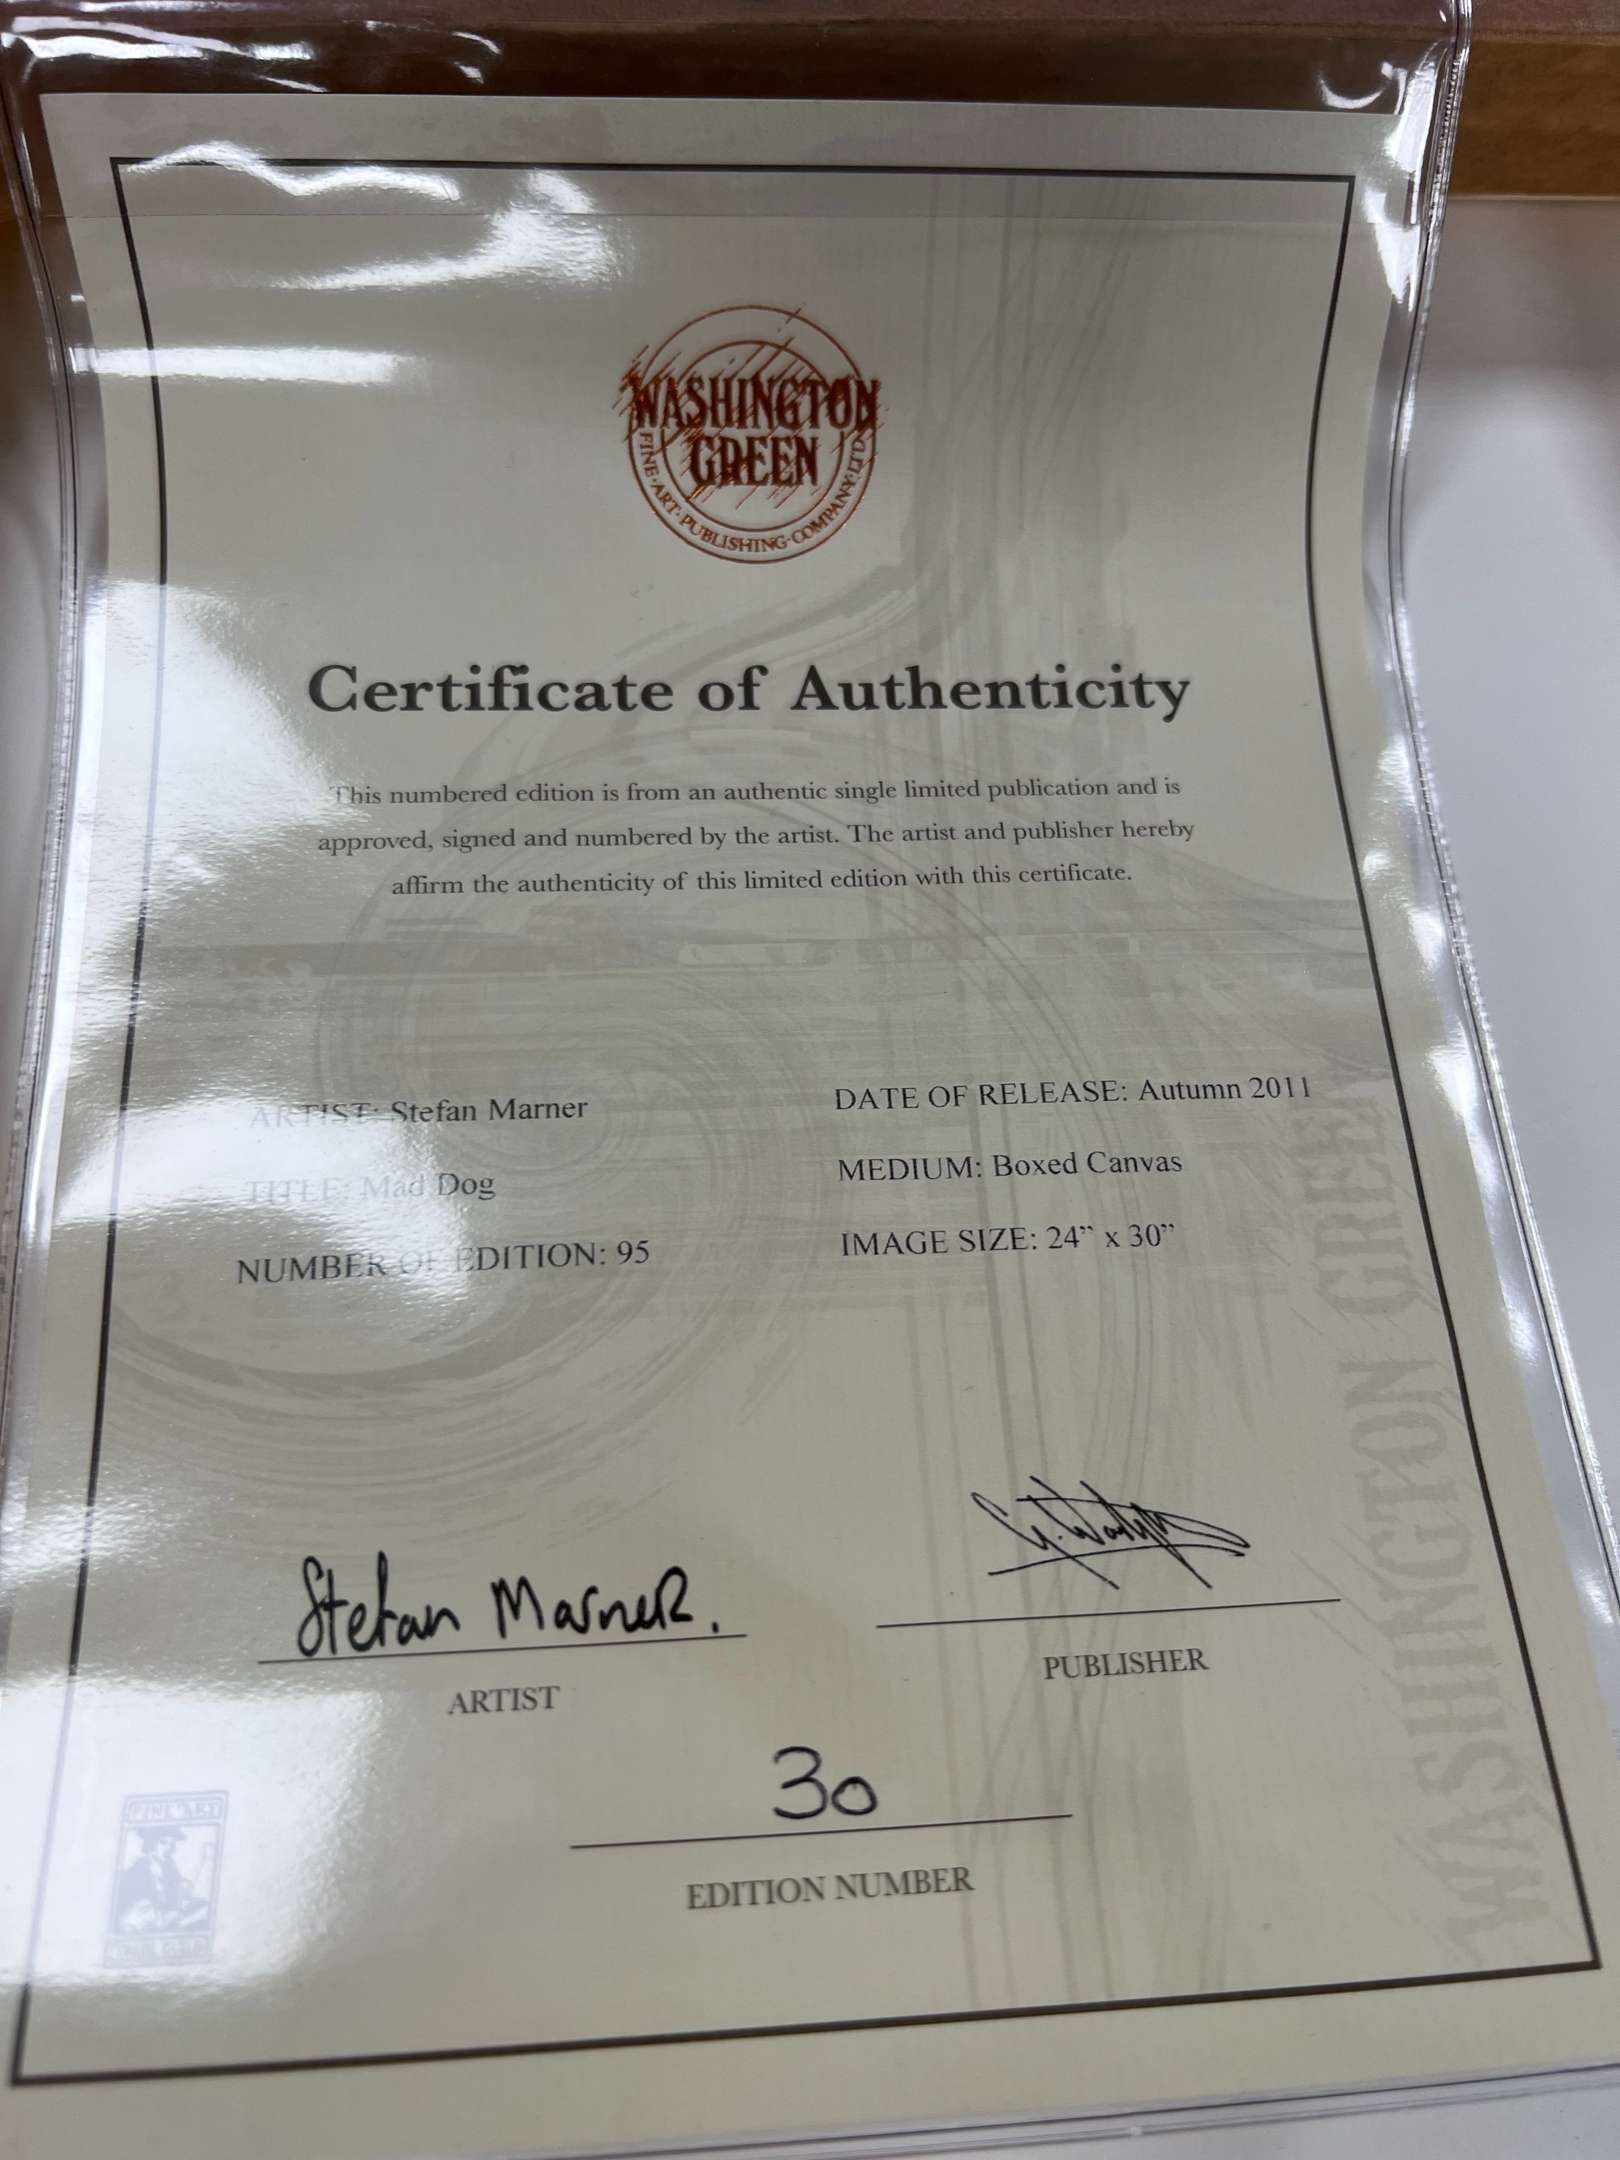 WASHINGTON
GREEN
FINE·ART·PUBLISHING·COMPANY·LTD
Certificate of Authenticity
This numbered edition is from an authentic single limited publication and is
approved, signed and numbered by the artist. The artist and publisher hereby
affirm the authenticity of this limited edition with this certificate.
ARTIST: Stefan Marner
TITLE: Mad Dog
NUMBER OF EDITION: 95
DATE OF RELEASE: Autumn 2011
MEDIUM: Boxed Canvas
IMAGE SIZE: 24” x 30”
Stefan Marner.
ARTIST
PUBLISHER
30
EDITION NUMBER
FINE ART
WASHINGTON GREEN